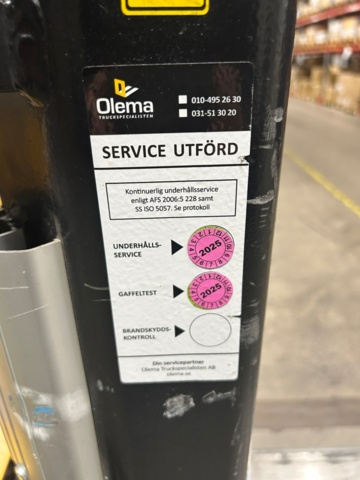 Olema
TRUCKSPECIALISTEN
010-495 26 30
031-51 30 20
SERVICE UTFÖRD
Kontinuerlig underhållsservice
enligt AFS 2006:5 228 samt
SS ISO 5057. Se protokoll
UNDERHÅLLS-
SERVICE
2025
GAFFELTEST
2025
BRANDSKYDDS-
KONTROLL
Din servicepartner
Olema Truckspecialisten AB
olema.se